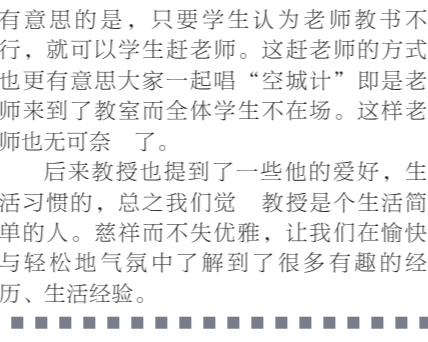 有意思的是，只要学生认为老师教书不
行，就可以学生赶老师。这赶老师的方式
也更有意思大家一起唱“空城计”即是老
师来到了教室而全体学生不在场。这样老
师也无可奈　了。
后来教授也提到了一些他的爱好，生
活习惯的，总之我们觉　教授是个生活简
单的人。慈祥而不失优雅，让我们在愉快
与轻松地气氛中了解到了很多有趣的经
历、生活经验。